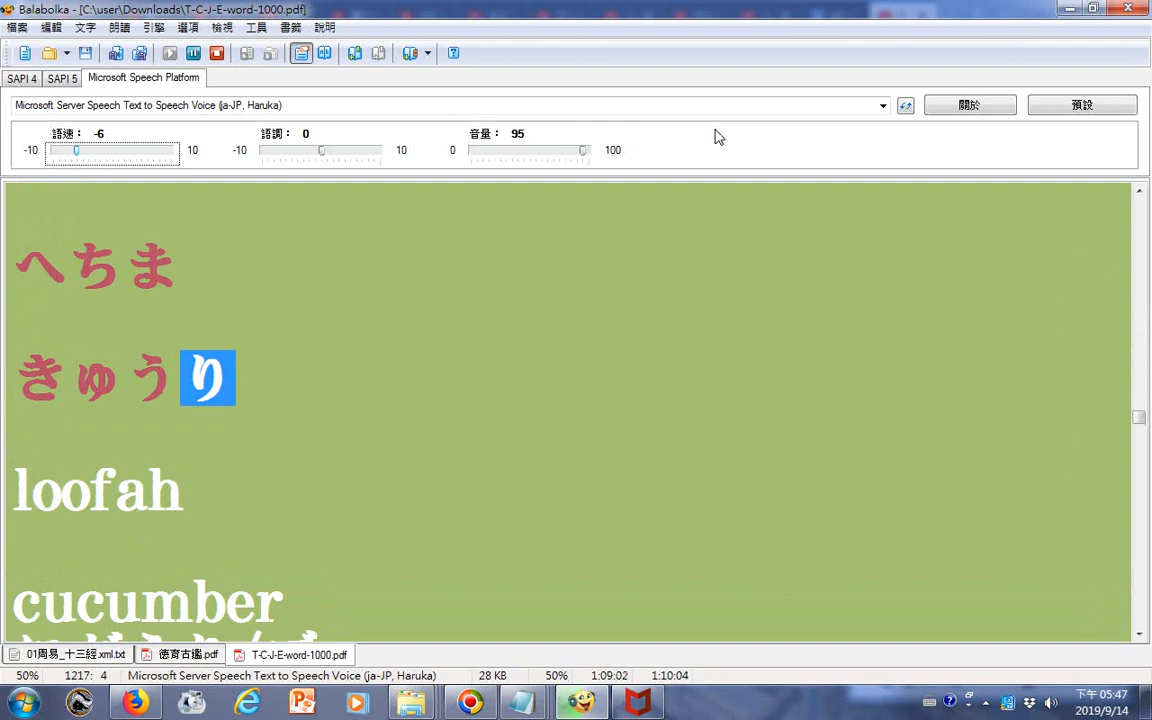 Balabolka - [C:\user\Downloads\T-C-J-E-word-1000.pdf]
檔案 編輯 文字 朗讀 引擎 選項 檢視 工具 書籤 說明
SAPI 4 SAPI 5 Microsoft Speech Platform
Microsoft Server Speech Text to Speech Voice (ja-JP, Haruka) 關於 預設
語速： -6 語調： 0 音量： 95
-10 10 -10 10 0 100
へちま
きゅうり
loofah
cucumber
01周易_十三經.xml.txt 德育古鑑.pdf T-C-J-E-word-1000.pdf
50% 1217: 4 Microsoft Server Speech Text to Speech Voice (ja-JP, Haruka) 28 KB 50% 1:09:02 1:10:04
下午 05:47
2019/9/14